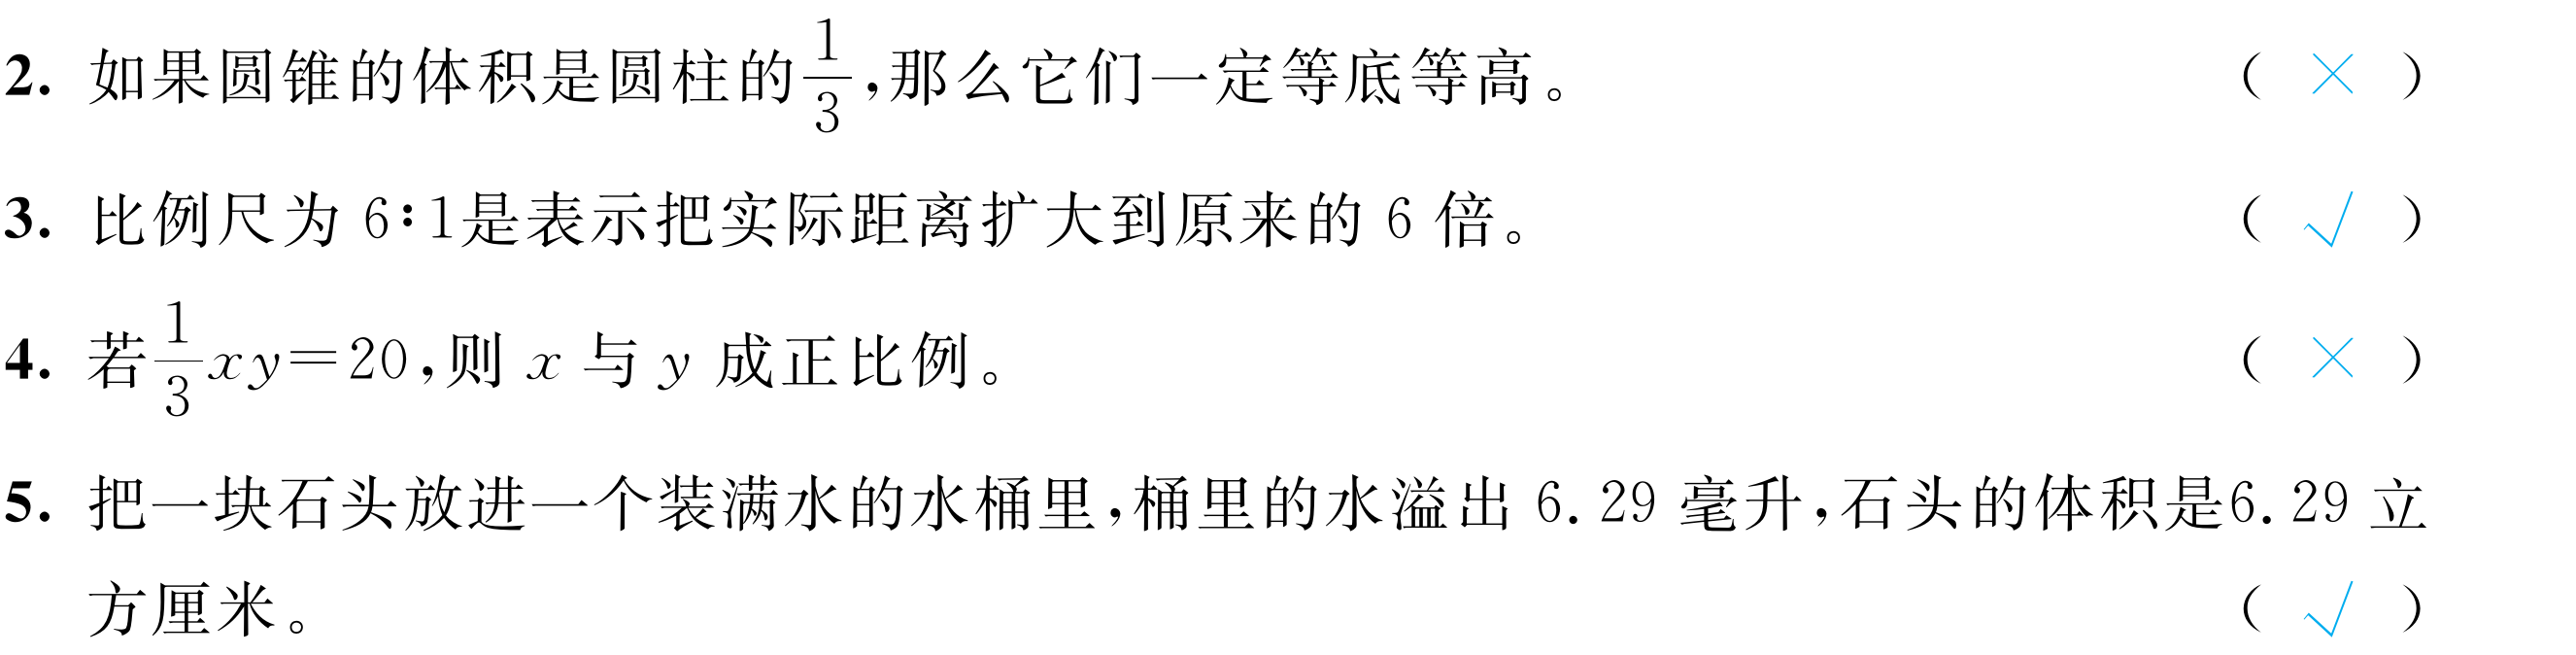 2. 如果圆锥的体积是圆柱的1/3,那么它们一定等底等高。 ( × )
3. 比例尺为 6∶1是表示把实际距离扩大到原来的 6 倍。 ( √ )
4. 若1/3xy=20,则 x 与 y 成正比例。 ( × )
5. 把一块石头放进一个装满水的水桶里,桶里的水溢出 6.29 毫升,石头的体积是6.29 立
方厘米。 ( √ )